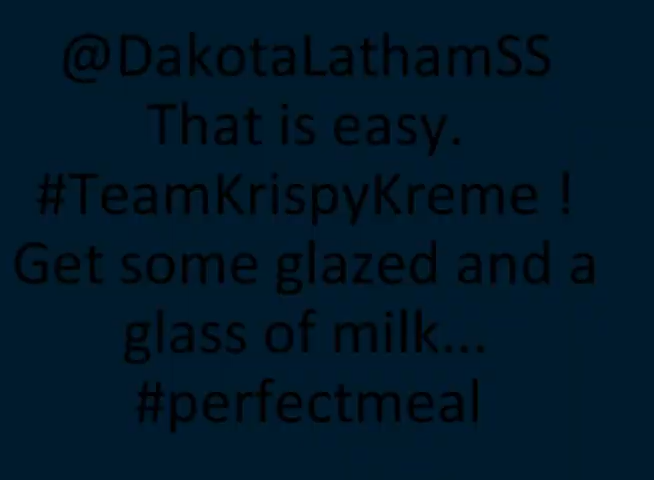 @DakotaLathamSS
That is easy.
#TeamKrispyKreme !
Get some glazed and a
glass of milk...
#perfectmeal